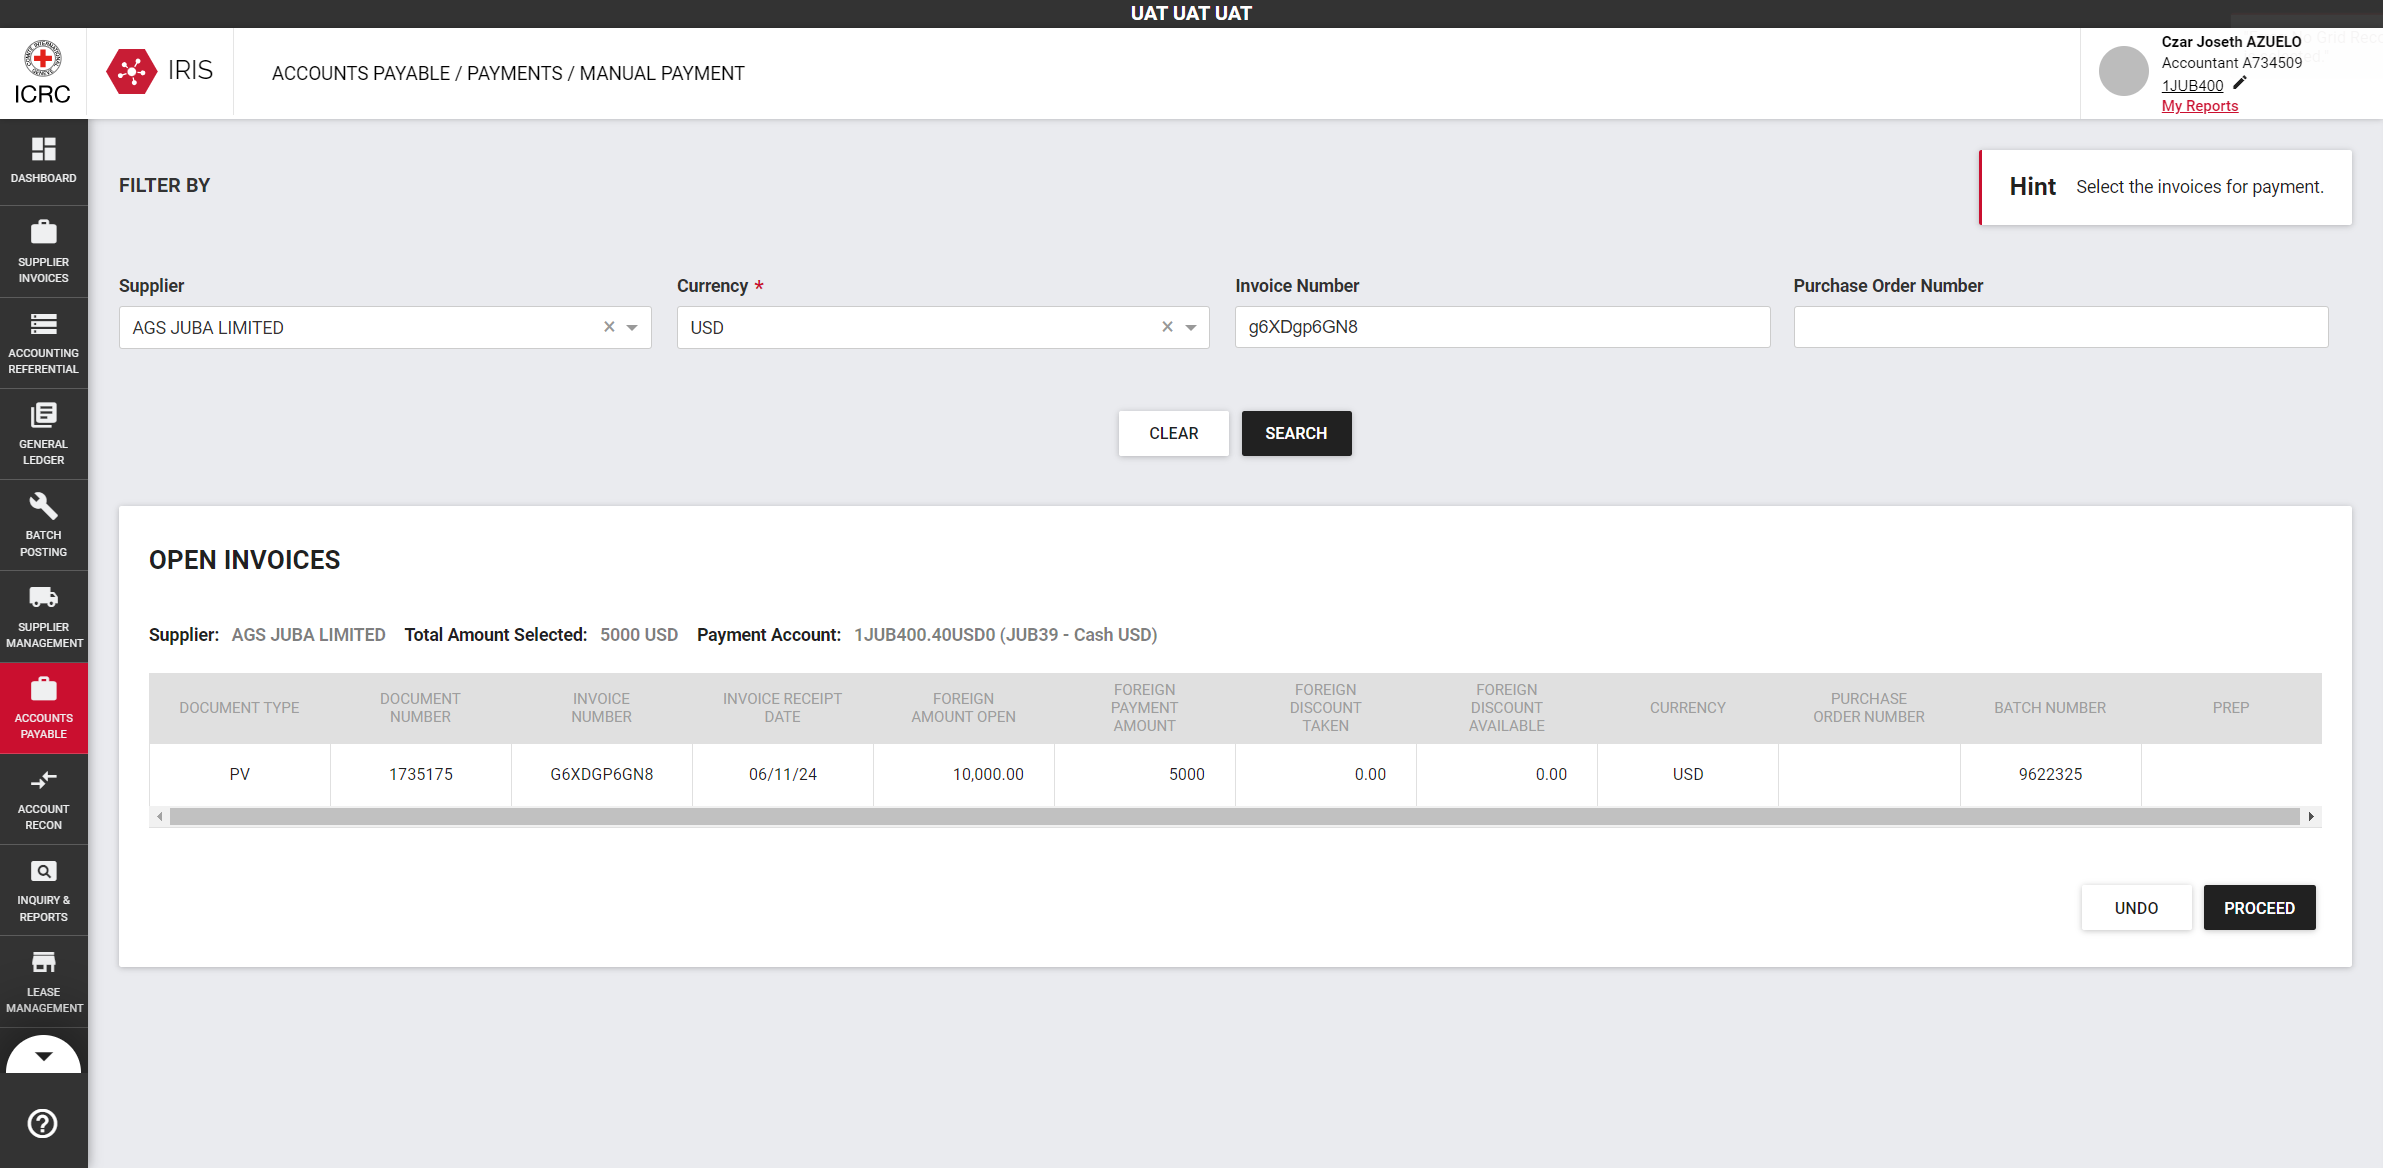 UAT UAT UAT
ICRC
IRIS
ACCOUNTS PAYABLE / PAYMENTS / MANUAL PAYMENT
Czar Joseth AZUELO
Accountant A734509
1JUB400
My Reports
DASHBOARD
SUPPLIER
INVOICES
ACCOUNTING
REFERENTIAL
GENERAL
LEDGER
BATCH
POSTING
SUPPLIER
MANAGEMENT
ACCOUNTS
PAYABLE
ACCOUNT
RECON
INQUIRY &
REPORTS
LEASE
MANAGEMENT
FILTER BY
Hint Select the invoices for payment.
Supplier
AGS JUBA LIMITED
Currency *
USD
Invoice Number
g6XDgp6GN8
Purchase Order Number
CLEAR
SEARCH
OPEN INVOICES
Supplier: AGS JUBA LIMITED Total Amount Selected: 5000 USD Payment Account: 1JUB400.40USD0 (JUB39 - Cash USD)
DOCUMENT TYPE
DOCUMENT
NUMBER
INVOICE
NUMBER
INVOICE RECEIPT
DATE
FOREIGN
AMOUNT OPEN
FOREIGN
PAYMENT
AMOUNT
FOREIGN
DISCOUNT
TAKEN
FOREIGN
DISCOUNT
AVAILABLE
CURRENCY
PURCHASE
ORDER NUMBER
BATCH NUMBER
PREP
PV 1735175 G6XDGP6GN8 06/11/24 10,000.00 5000 0.00 0.00 USD 9622325
UNDO
PROCEED